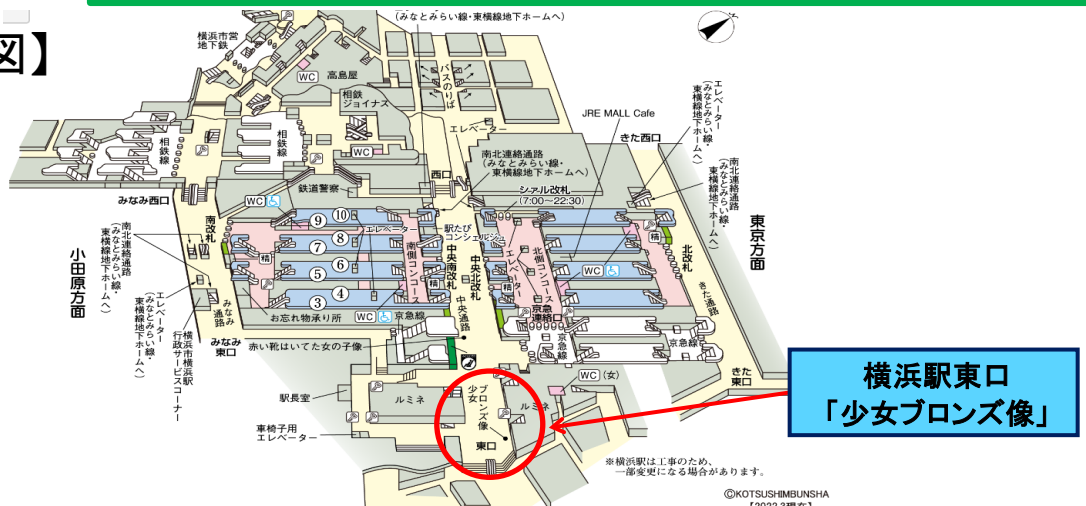 図】
(みなとみらい線・東横線地下ホームへ)
横浜市営
地下鉄
バスのりば
WC
高島屋
相鉄
ジョイナス
エレベーター
JRE MALL Cafe
きた西口
エレベーター
(みなとみらい線・
東横線地下ホームへ)
南北連絡通路
(みなとみらい線・
東横線地下ホームへ)
相鉄線
相鉄線
WC
南北連絡通路
(みなとみらい線・
東横線地下ホームへ)
西口
シァル改札
(7:00〜22:30)
鉄道警察
みなみ西口
WC
南改札
⑨
⑩
エレベーター
駅たび
コンシェルジュ
⑧
⑦
⑥
⑤
④
③
精
南側コンコース
中央南改札
中央北改札
エレベーター
北側コンコース
WC
精
精
北改札
東京方面
小田原方面
南北連絡通路
(みなとみらい線・
東横線地下ホームへ)
エレベーター
(みなとみらい線・
東横線地下ホームへ)
みなみ通路
お忘れ物承り所
WC
京急線
中央通路
京急
連絡口
京急線
京急線
きた通路
みなみ
東口
横浜市横浜駅
行政サービスコーナー
赤い靴はいてた女の子像
駅長室
ルミネ
少女
ブロンズ像
ルミネ
WC
(女)
きた
東口
車椅子用
エレベーター
東口
横浜駅東口
「少女ブロンズ像」
※横浜駅は工事のため、
一部変更になる場合があります。
©KOTSUSHIMBUNSHA
【2022.3現在】